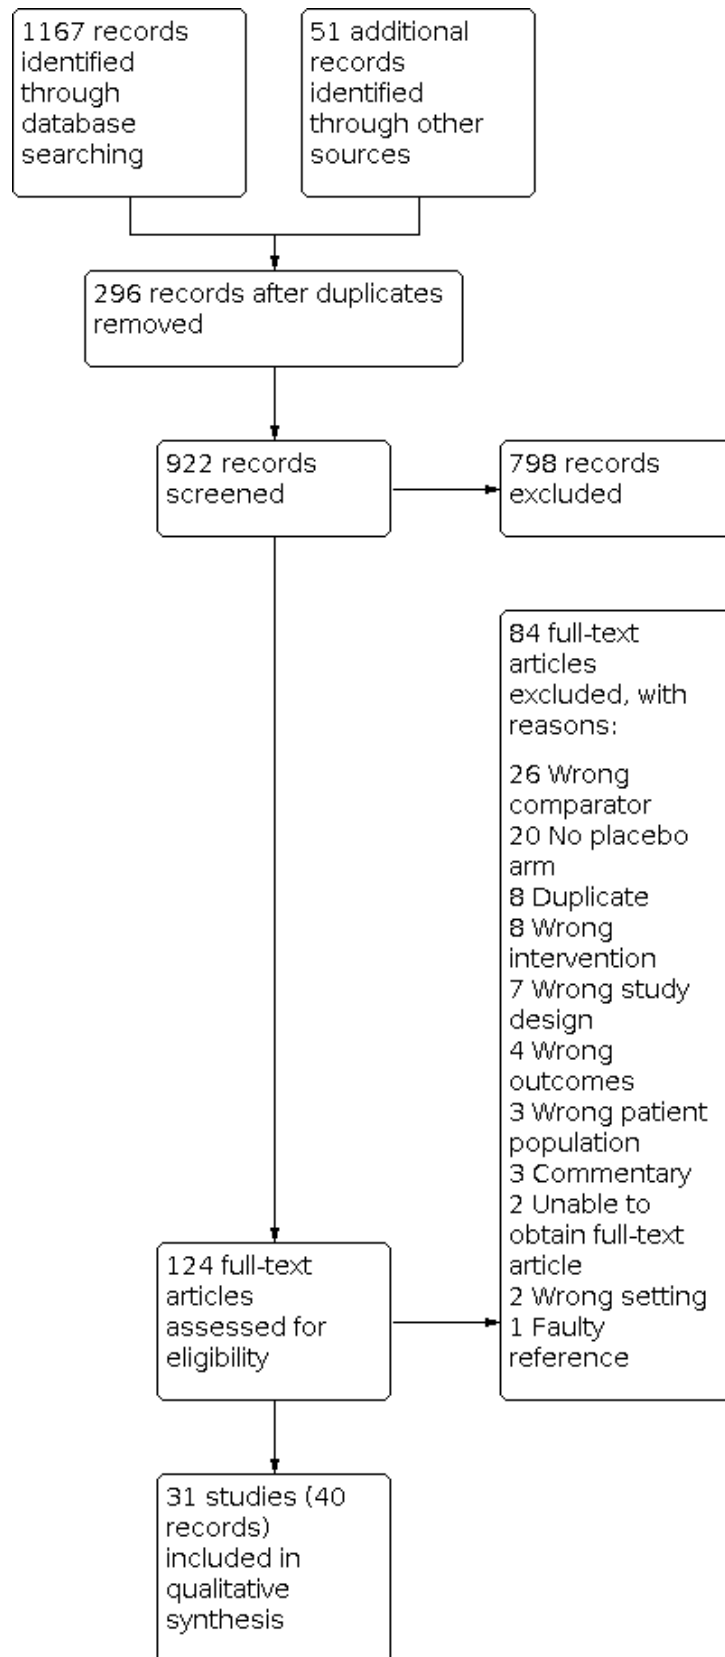 1167 records
identified
through
database
searching
51 additional
records
identified
through other
sources
296 records after duplicates
removed
922 records
screened
798 records
excluded
84 full-text
articles
excluded, with
reasons:
26 Wrong
comparator
20 No placebo
arm
8 Duplicate
8 Wrong
intervention
7 Wrong study
design
4 Wrong
outcomes
3 Wrong patient
population
3 Commentary
2 Unable to
obtain full-text
article
2 Wrong setting
1 Faulty
reference
124 full-text
articles
assessed for
eligibility
31 studies (40
records)
included in
qualitative
synthesis